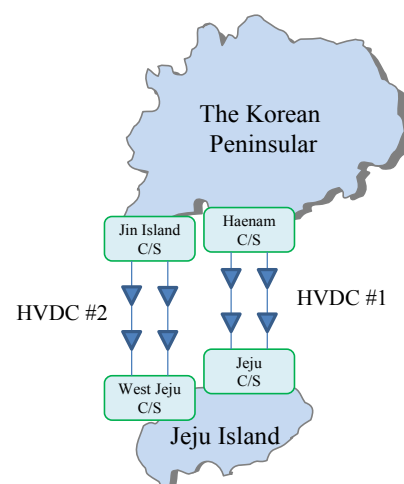 The Korean
Peninsular
Jin Island
C/S
Haenam
C/S
HVDC #2
HVDC #1
West Jeju
C/S
Jeju
C/S
Jeju Island